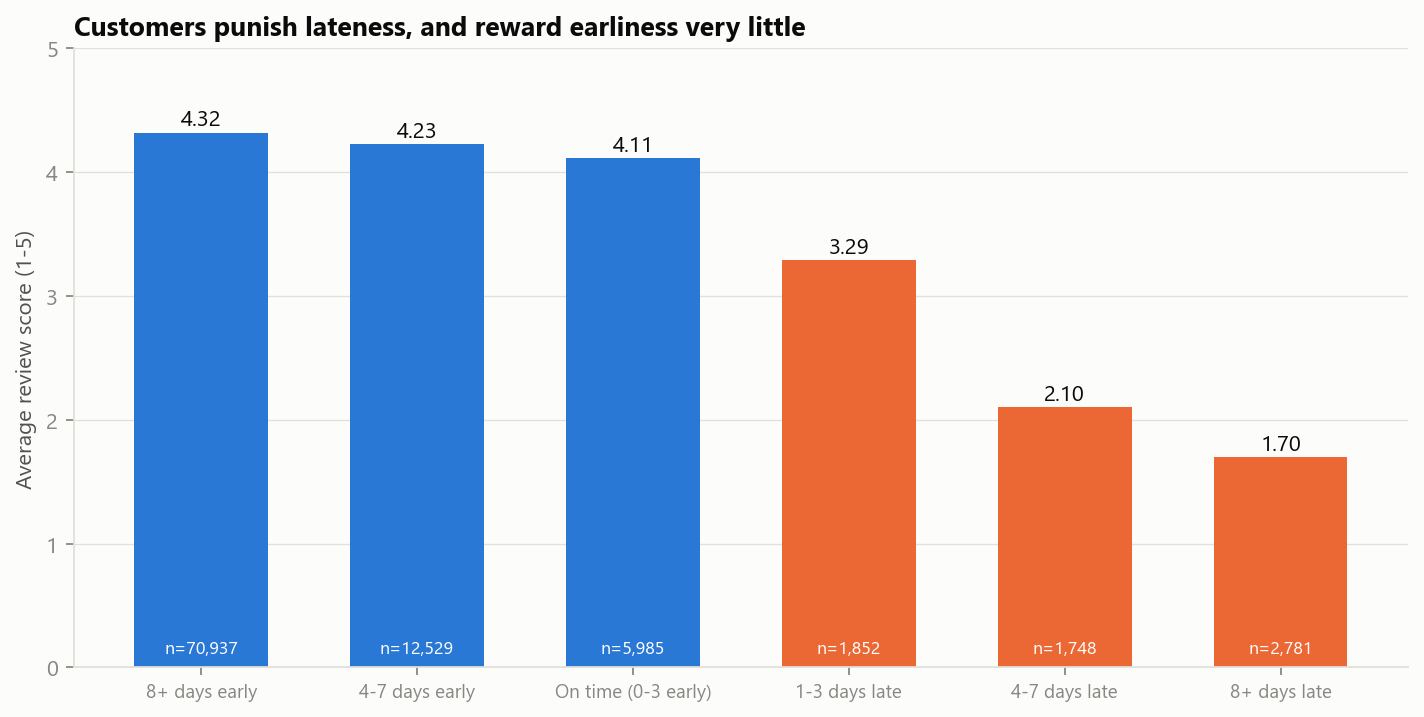 Customers punish lateness, and reward earliness very little
Average review score (1-5)
5
4
3
2
1
0
4.32
4.23
4.11
3.29
2.10
1.70
n=70,937
n=12,529
n=5,985
n=1,852
n=1,748
n=2,781
8+ days early
4-7 days early
On time (0-3 early)
1-3 days late
4-7 days late
8+ days late